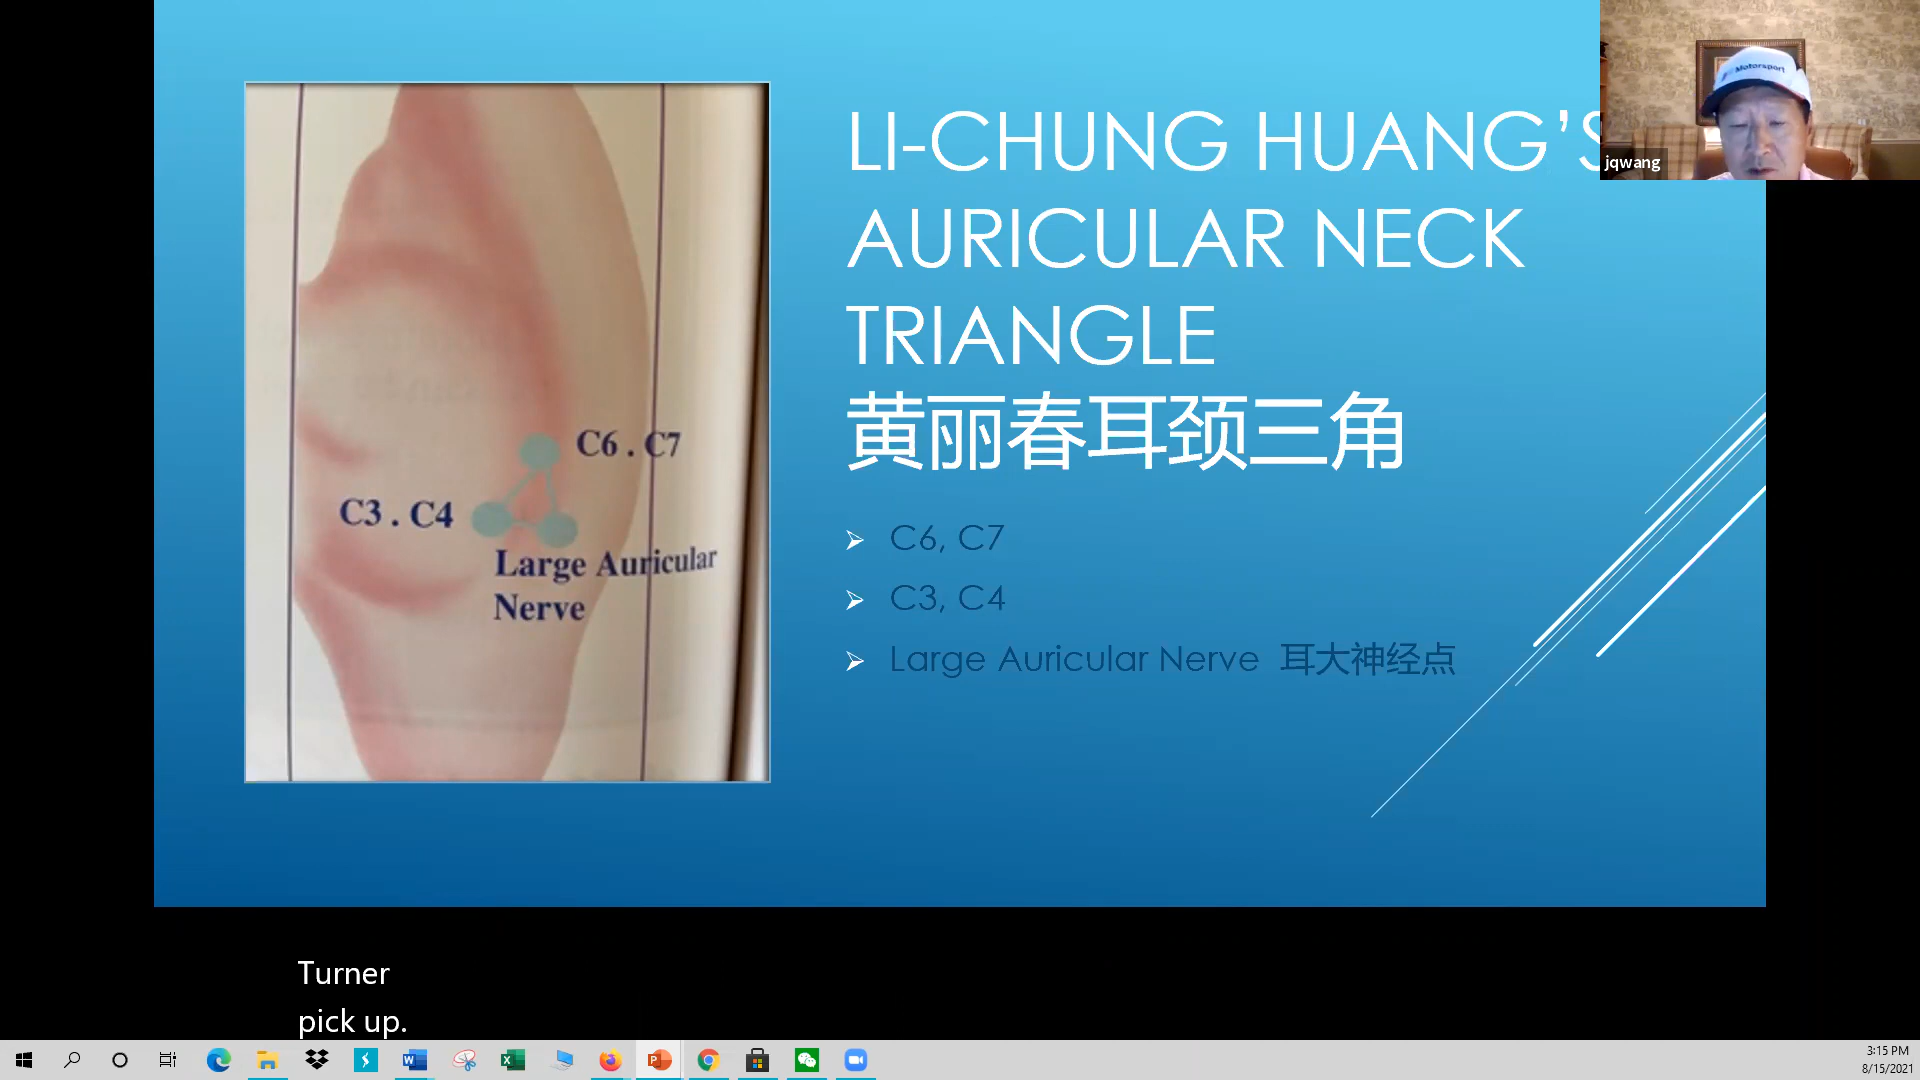 LI-CHUNG HUANG’S
AURICULAR NECK
TRIANGLE
黄丽春耳颈三角
C6, C7
C3, C4
Large Auricular Nerve 耳大神经点
C6 . C7
C3 . C4
Large Auricular
Nerve
Motorsport
jqwang
Turner
pick up.
3:15 PM
8/15/2021